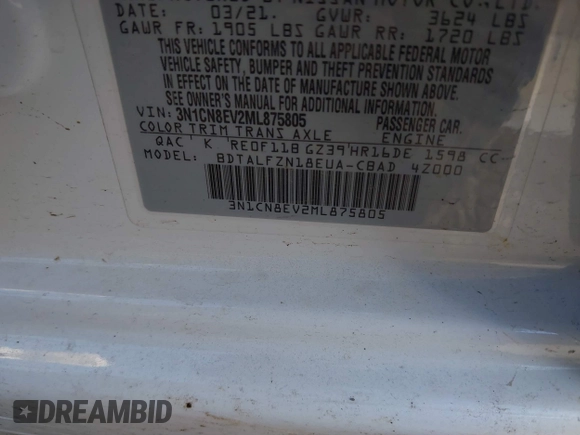 NISSAN MOTOR CO., LTD.
DATE: 03/21. GVWR: 3624 LBS
GAWR FR: 1905 LBS GAWR RR: 1720 LBS
THIS VEHICLE CONFORMS TO ALL APPLICABLE FEDERAL MOTOR
VEHICLE SAFETY, BUMPER AND THEFT PREVENTION STANDARDS
IN EFFECT ON THE DATE OF MANUFACTURE SHOWN ABOVE.
SEE OWNER'S MANUAL FOR ADDITIONAL INFORMATION.
VIN: 3N1CN8EV2ML875805 PASSENGER CAR.
COLOR TRIM TRANS AXLE ENGINE
QAC' K 'RE0F11B GZ39'HR16DE 1598 CC
MODEL: BDTALFZN18EUA-CBAD 4Z000
3N1CN8EV2ML875805
DREAMBID